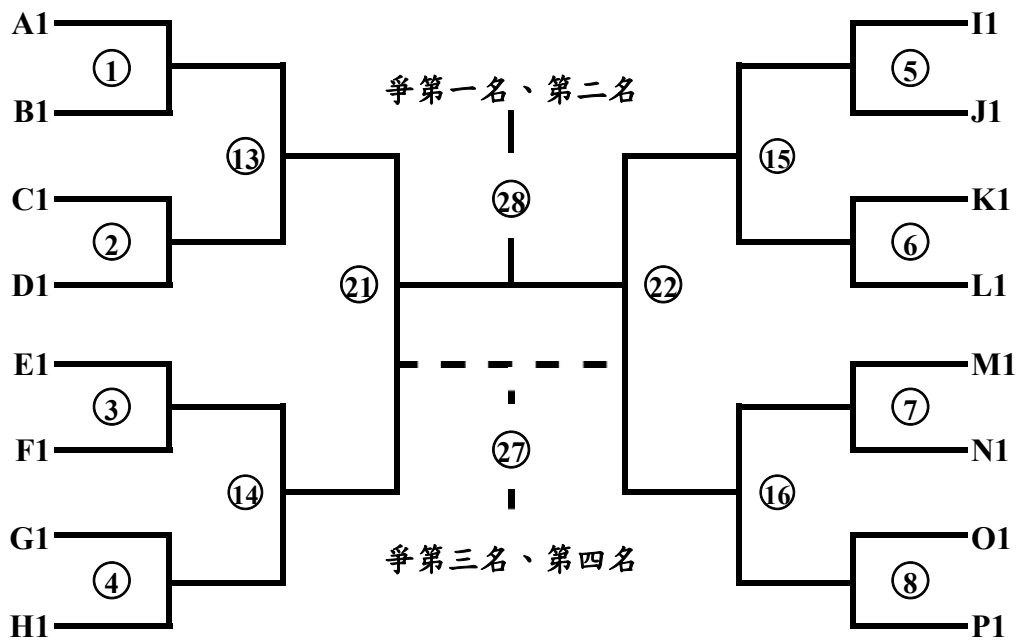 A1 I1
① ⑤
爭第一名、第二名
B1 J1
⑬ ⑮
C1 ㉘ K1
② ⑥
D1 ㉑ ㉒ L1
E1 M1
③ ⑦
F1 ㉗ N1
⑭ ⑯
G1 O1
爭第三名、第四名
④ ⑧
H1 P1